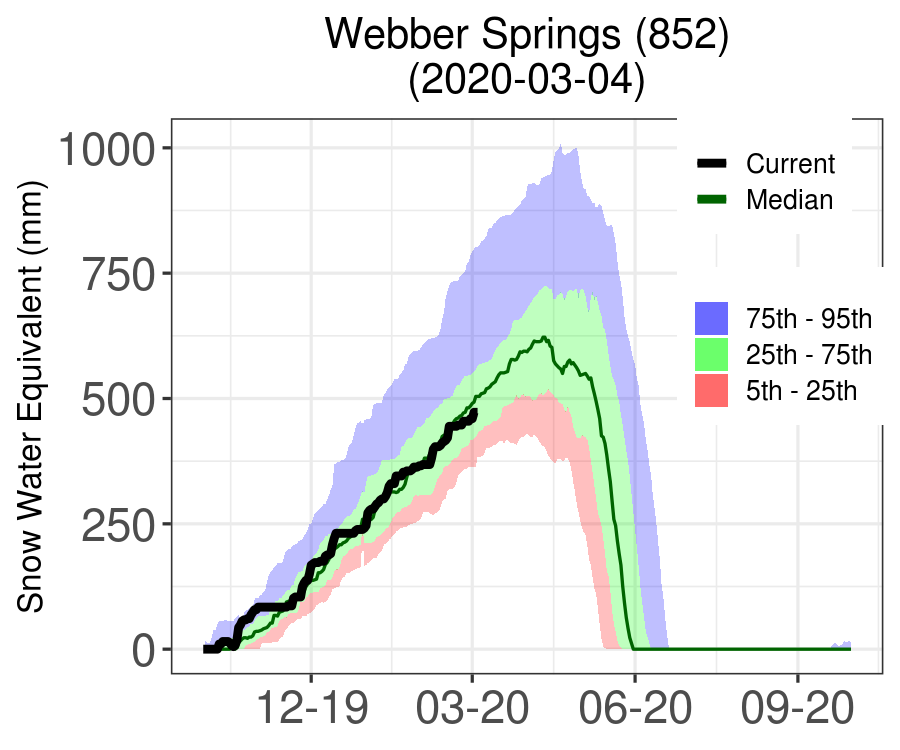 Webber Springs (852)
(2020-03-04)
Snow Water Equivalent (mm)
1000
750
500
250
0
12-19 03-20 06-20 09-20
Current
Median
75th - 95th
25th - 75th
5th - 25th